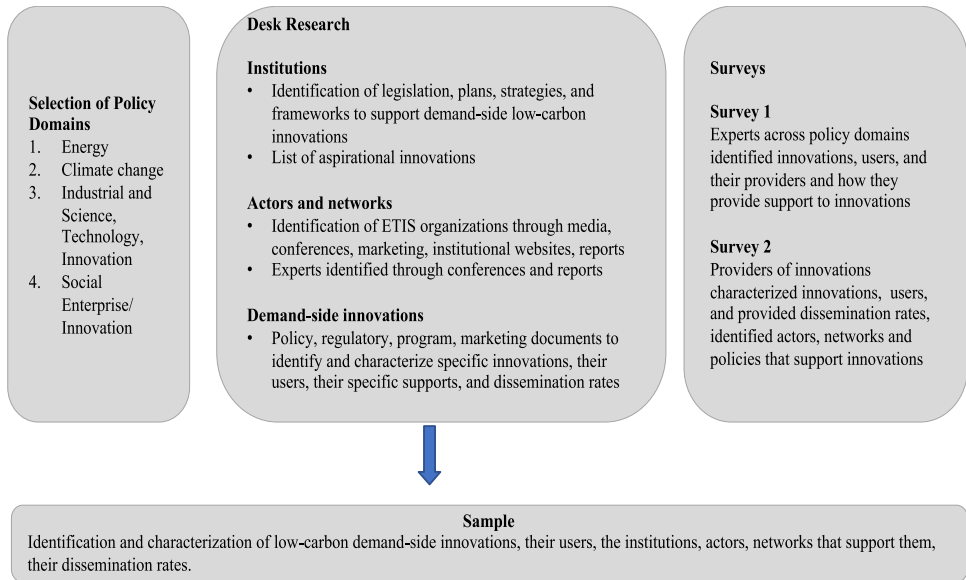 Selection of Policy
Domains
1. Energy
2. Climate change
3. Industrial and
Science,
Technology,
Innovation
4. Social
Enterprise/
Innovation
Desk Research
Institutions
• Identification of legislation, plans, strategies, and
frameworks to support demand-side low-carbon
innovations
• List of aspirational innovations
Actors and networks
• Identification of ETIS organizations through media,
conferences, marketing, institutional websites, reports
• Experts identified through conferences and reports
Demand-side innovations
• Policy, regulatory, program, marketing documents to
identify and characterize specific innovations, their
users, their specific supports, and dissemination rates
Surveys
Survey 1
Experts across policy domains
identified innovations, users, and
their providers and how they
provide support to innovations
Survey 2
Providers of innovations
characterized innovations, users,
and provided dissemination rates,
identified actors, networks and
policies that support innovations
Sample
Identification and characterization of low-carbon demand-side innovations, their users, the institutions, actors, networks that support them,
their dissemination rates.